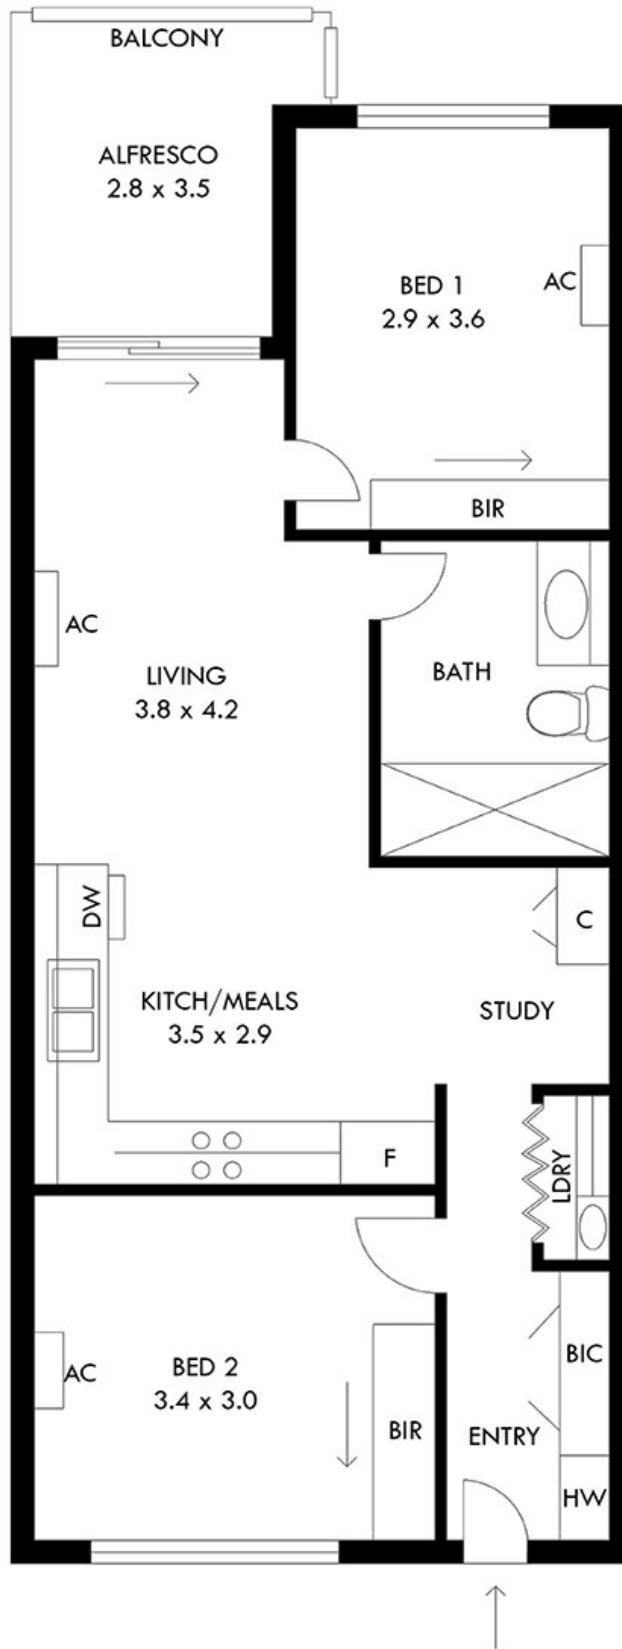 BALCONY
ALFRESCO
2.8 x 3.5
BED 1
2.9 x 3.6
AC
BIR
AC
LIVING
3.8 x 4.2
BATH
DW
C
KITCH/MEALS
3.5 x 2.9
STUDY
F
LDRY
BED 2
3.4 x 3.0
AC
BIR
BIC
ENTRY
HW